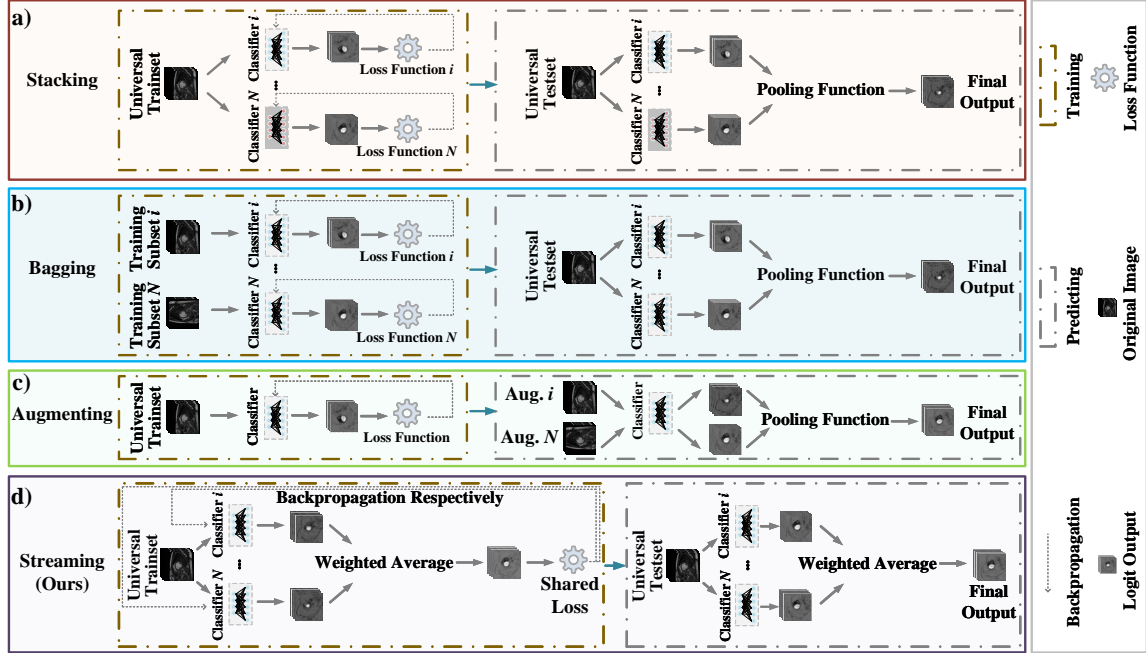 a)
Stacking
Universal
Trainset
Classifier i
Classifier N
Loss Function i
Loss Function N
Universal
Testset
Classifier i
Classifier N
Pooling Function
Final
Output
b)
Bagging
Training
Subset i
Training
Subset N
Classifier i
Classifier N
Loss Function i
Loss Function N
Universal
Testset
Classifier i
Classifier N
Pooling Function
Final
Output
c)
Augmenting
Universal
Trainset
Classifier
Loss Function
Aug. i
Aug. N
Classifier
Pooling Function
Final
Output
d)
Streaming
(Ours)
Backpropagation Respectively
Universal
Trainset
Classifier i
Classifier N
Weighted Average
Shared
Loss
Universal
Testset
Classifier i
Classifier N
Weighted Average
Final
Output
Training
Loss Function
Predicting
Original Image
Backpropagation
Logit Output